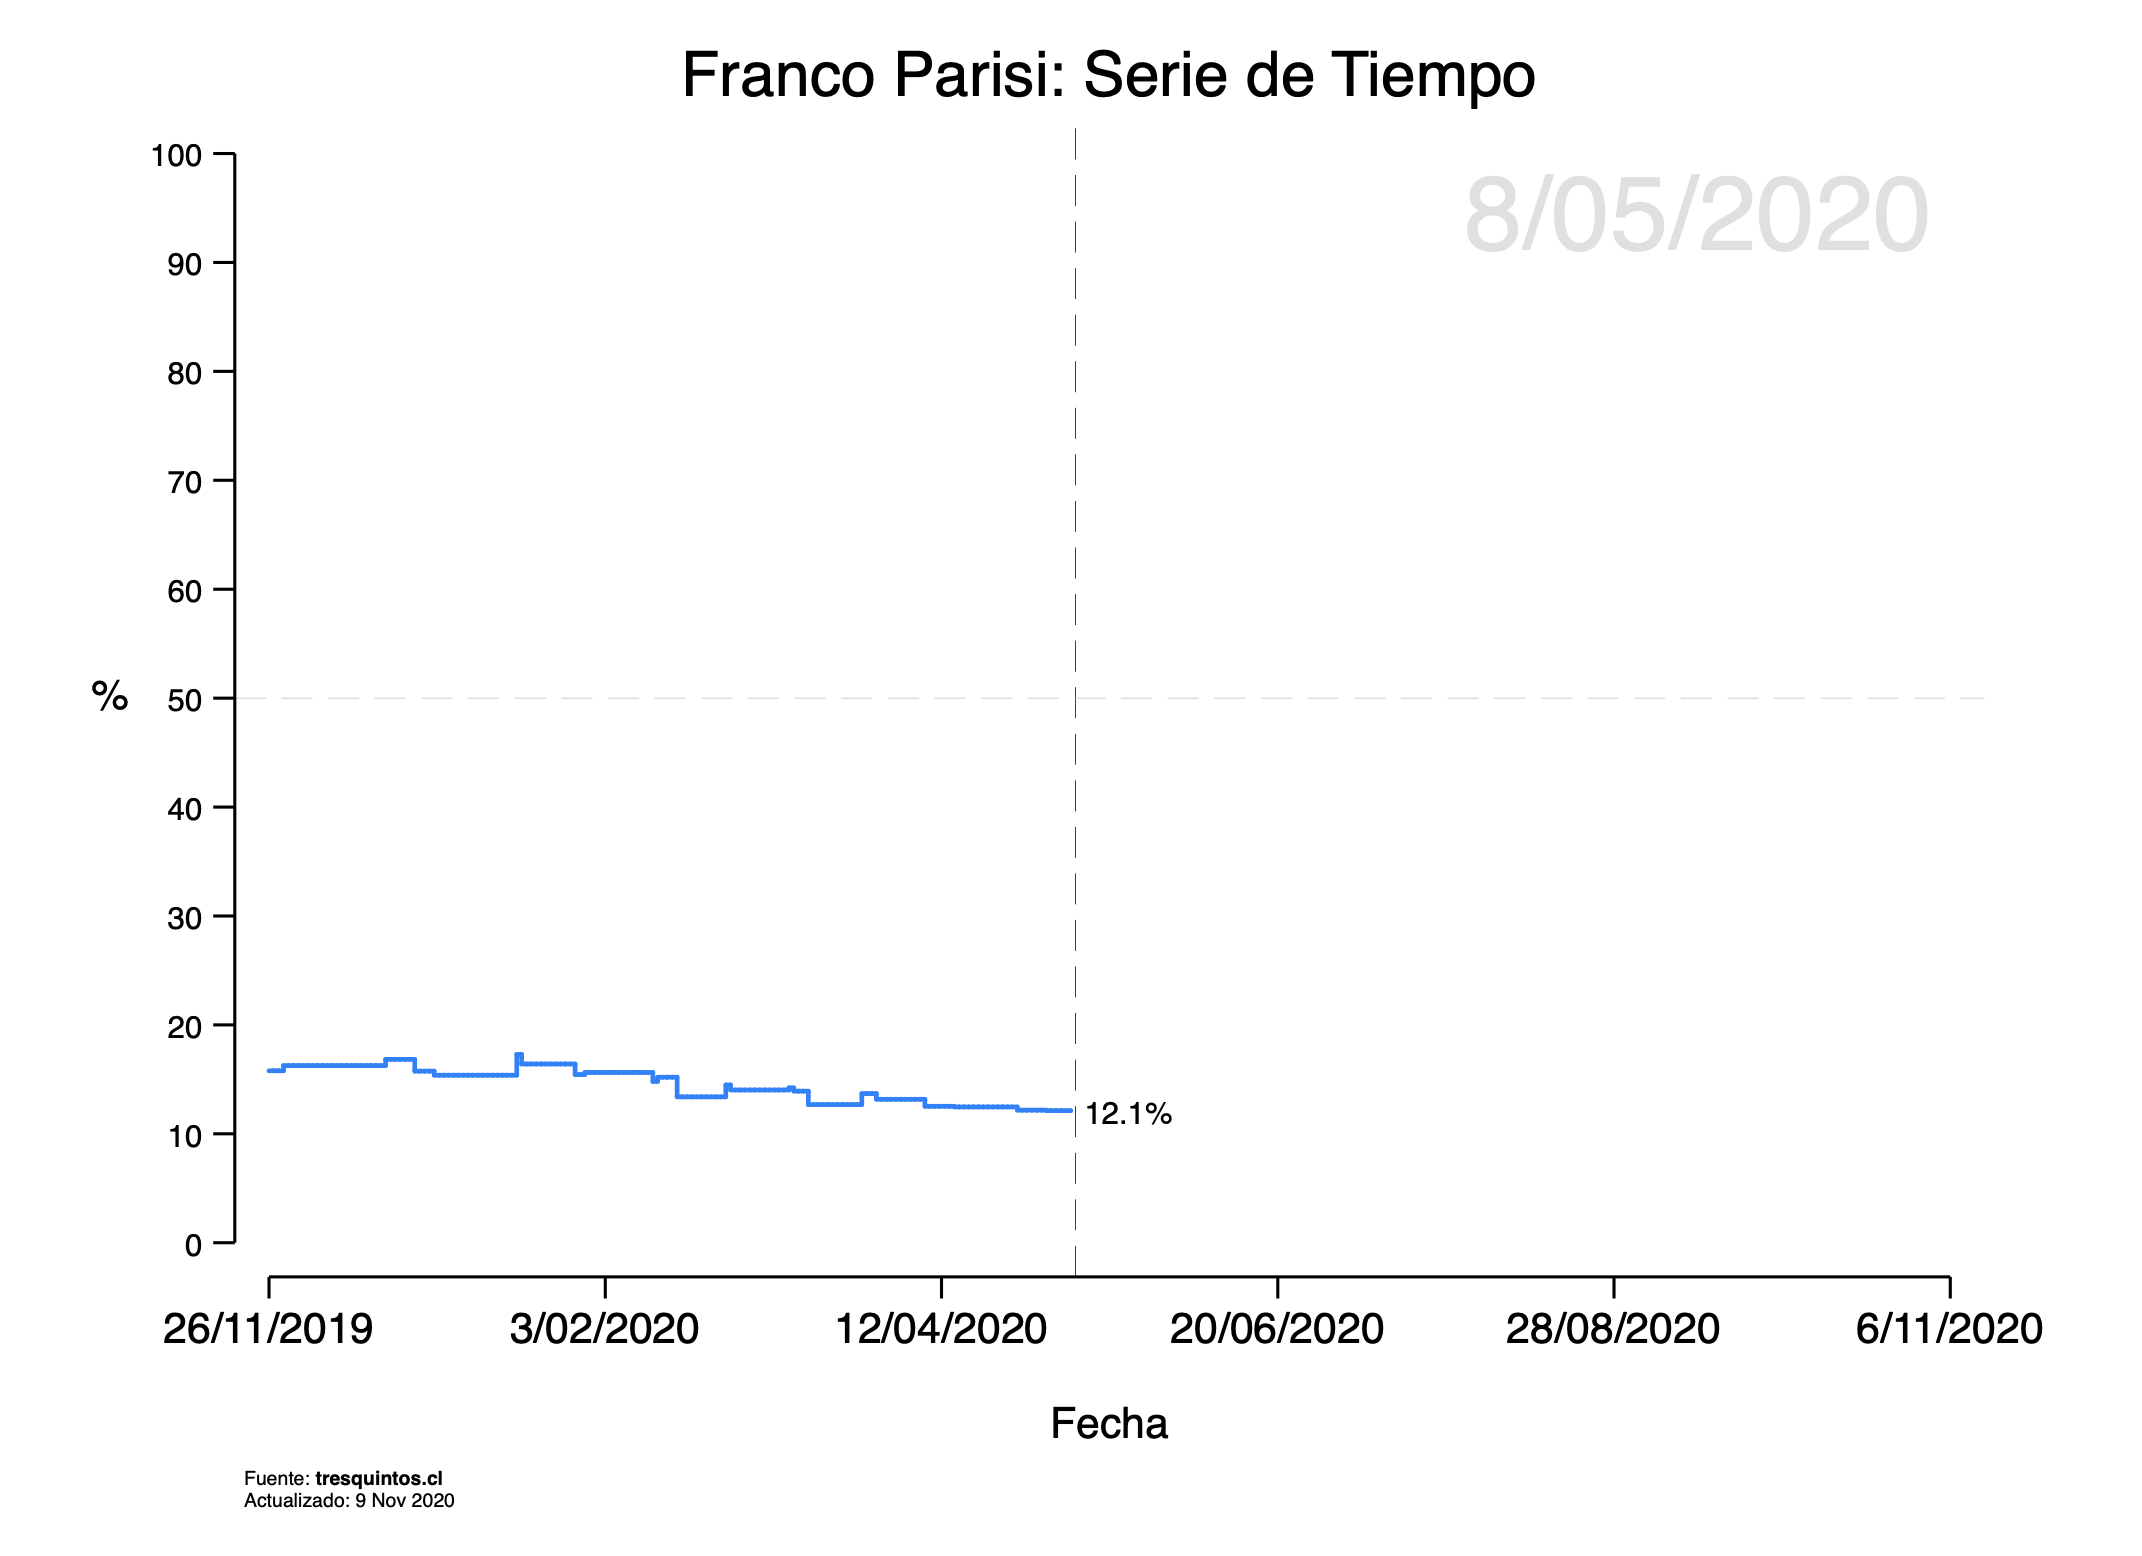 Franco Parisi: Serie de Tiempo
8/05/2020
100
90
80
70
60
50
40
30
20
10
0
%
12.1%
26/11/2019 3/02/2020 12/04/2020 20/06/2020 28/08/2020 6/11/2020
Fecha
Fuente: tresquintos.cl
Actualizado: 9 Nov 2020